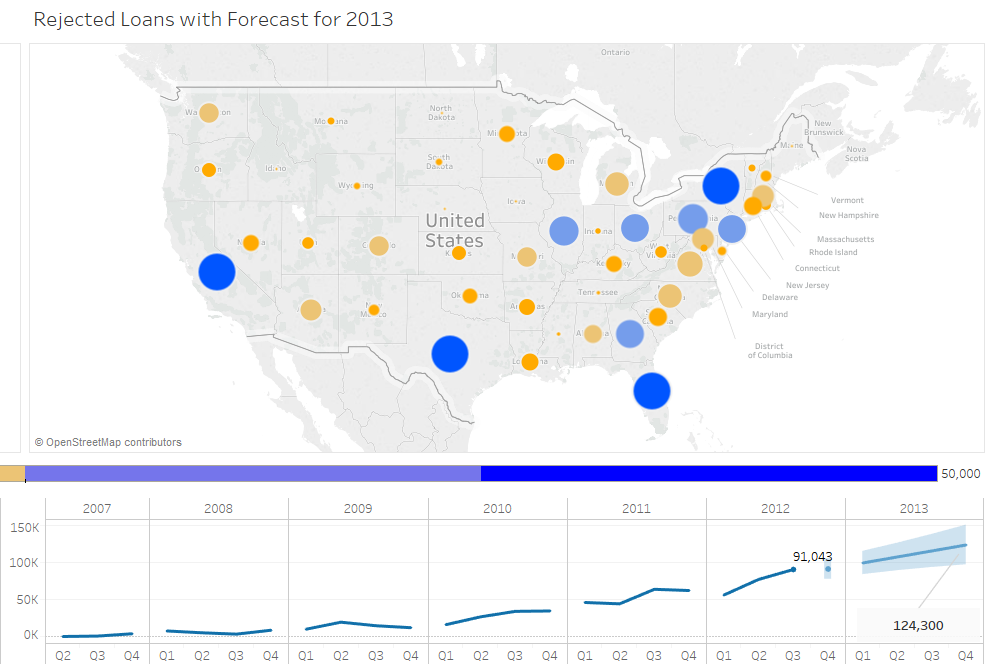 Rejected Loans with Forecast for 2013
Ontario
North
Dakota
New
Brunswick
Maine
Nova
Scotia
South
Dakota
Idaho
Iowa
United
States
Indiana
Tennessee
Vermont
New Hampshire
Massachusetts
Rhode Island
Connecticut
New Jersey
Delaware
Maryland
District
of Columbia
© OpenStreetMap contributors
50,000
2007 2008 2009 2010 2011 2012 2013
150K
100K
50K
0K
91,043
124,300
Q2 Q3 Q4 Q1 Q2 Q3 Q4 Q1 Q2 Q3 Q4 Q1 Q2 Q3 Q4 Q1 Q2 Q3 Q4 Q1 Q2 Q3 Q4 Q1 Q2 Q3 Q4